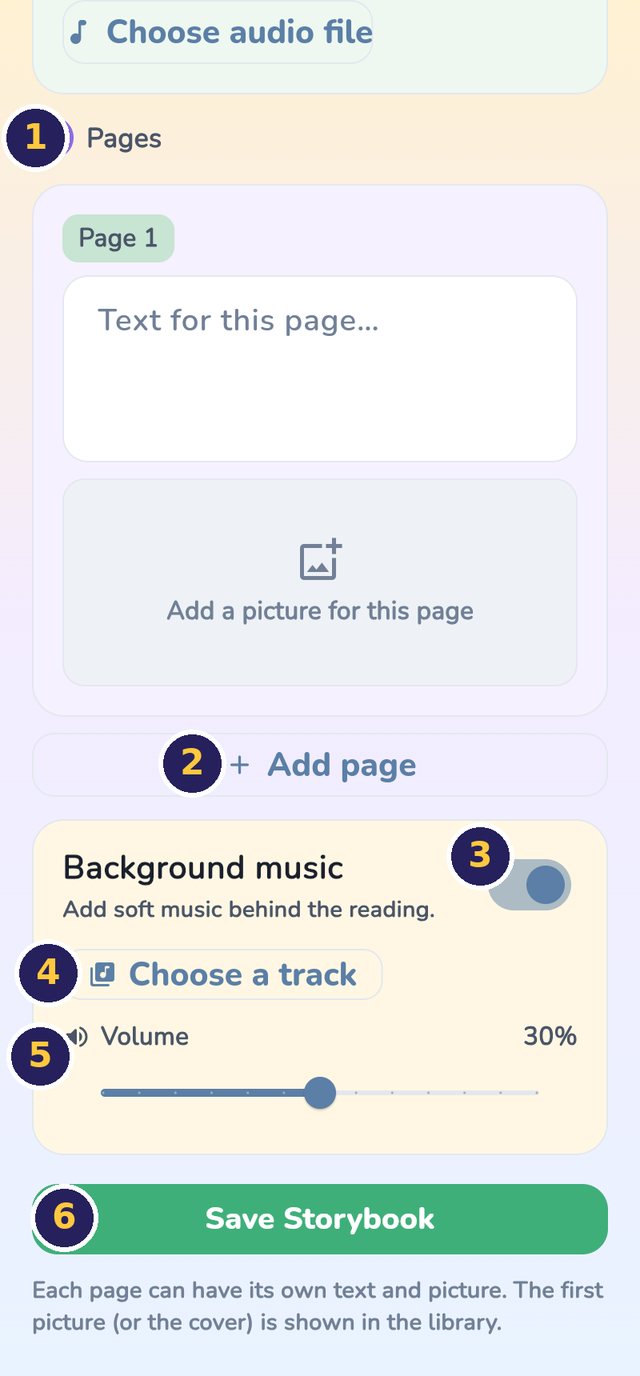 Choose audio file
1 Pages
Page 1
Text for this page...
Add a picture for this page
2 + Add page
Background music
3
Add soft music behind the reading.
4 Choose a track
5 Volume 30%
6 Save Storybook
Each page can have its own text and picture. The first
picture (or the cover) is shown in the library.